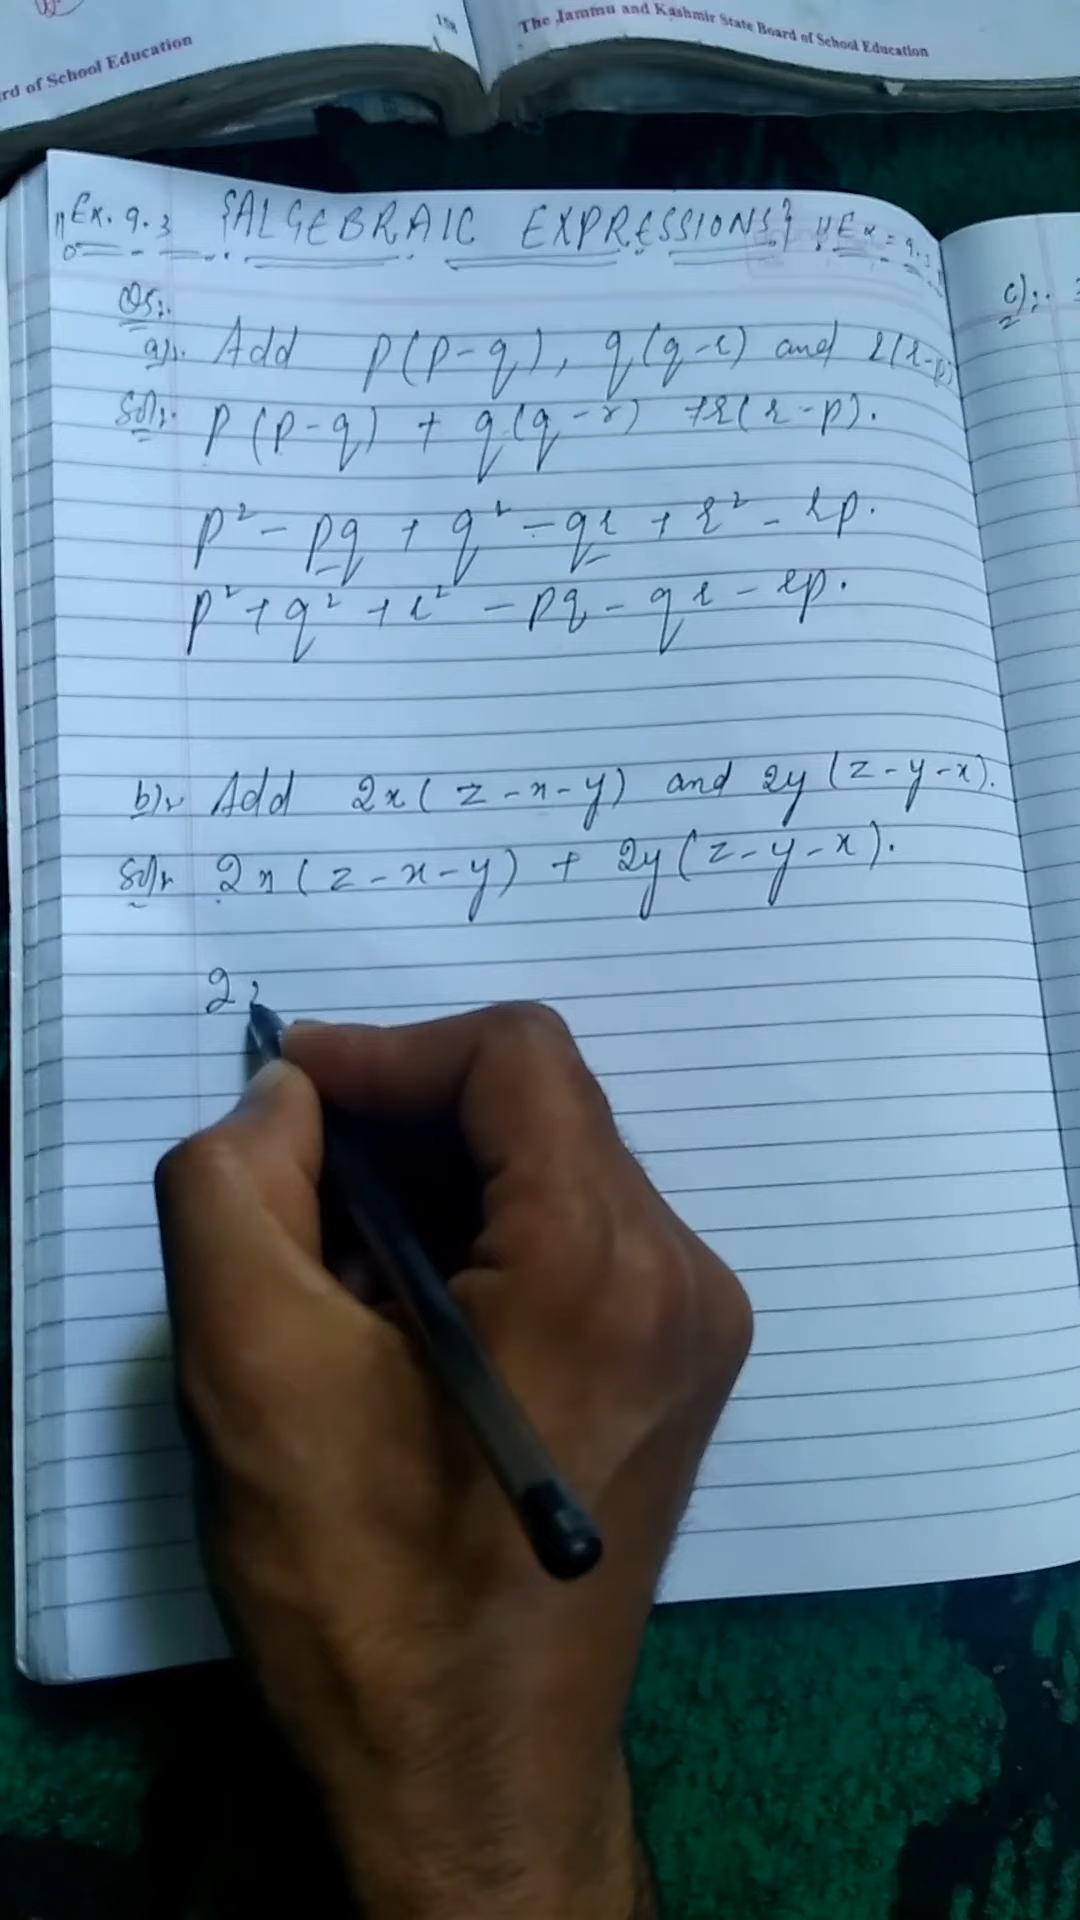 rd of School Education
158
The Jammu and Kashmir State Board of School Education
Ex. 9.3 {ALGEBRAIC EXPRESSIONS} Ex = 9.3
Q5:.
a):. Add p(p-q), q(q-r) and r(r-p)
Sol:. p(p-q) + q(q-r) + r(r-p).
p² - pq + q² - qr + r² - rp.
p² + q² + r² - pq - qr - rp.
b):. Add 2x(z-x-y) and 2y(z-y-x).
Sol:. 2x(z-x-y) + 2y(z-y-x).
2
c):.